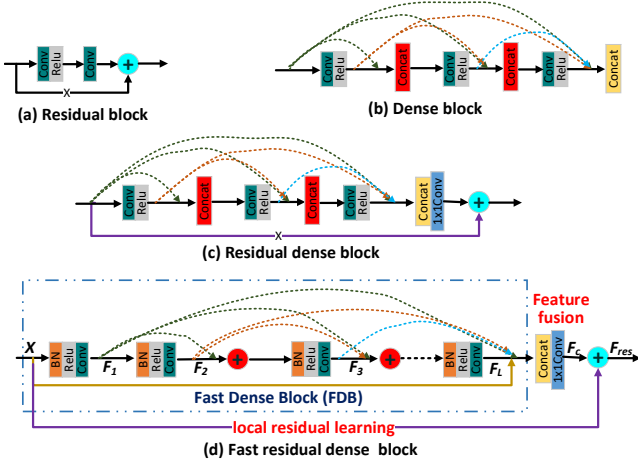 Conv
Relu
Conv
+
X
(a) Residual block
Conv
Relu
Concat
Conv
Relu
Concat
Conv
Relu
Concat
(b) Dense block
Conv
Relu
Concat
Conv
Relu
Concat
Conv
Relu
Concat
1x1Conv
+
X
(c) Residual dense block
Feature
fusion
X
BN
Relu
Conv
F1
BN
Relu
Conv
F2
+
BN
Relu
Conv
F3
+
BN
Relu
Conv
FL
Concat
1X1Conv
Fc
+
Fres
Fast Dense Block (FDB)
local residual learning
(d) Fast residual dense block